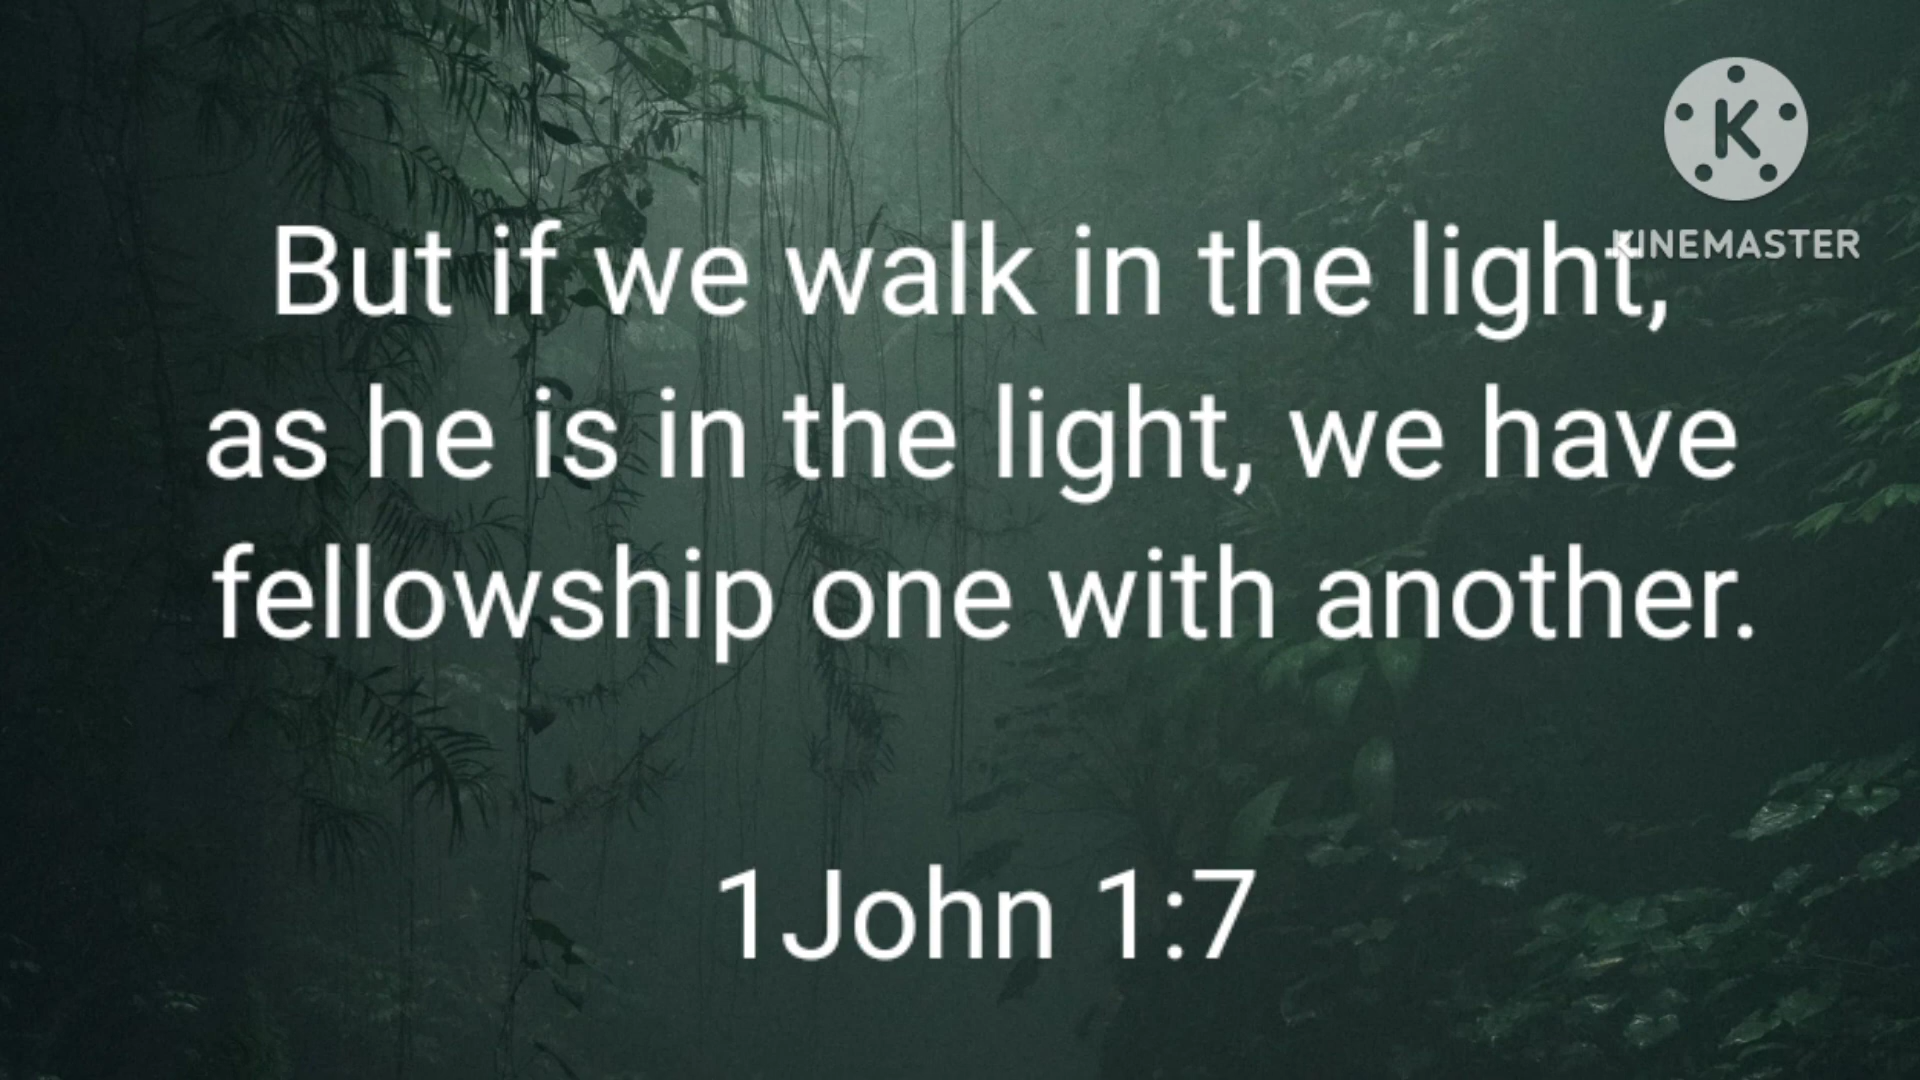 K
KINEMASTER
But if we walk in the light,
as he is in the light, we have
fellowship one with another.
1John 1:7